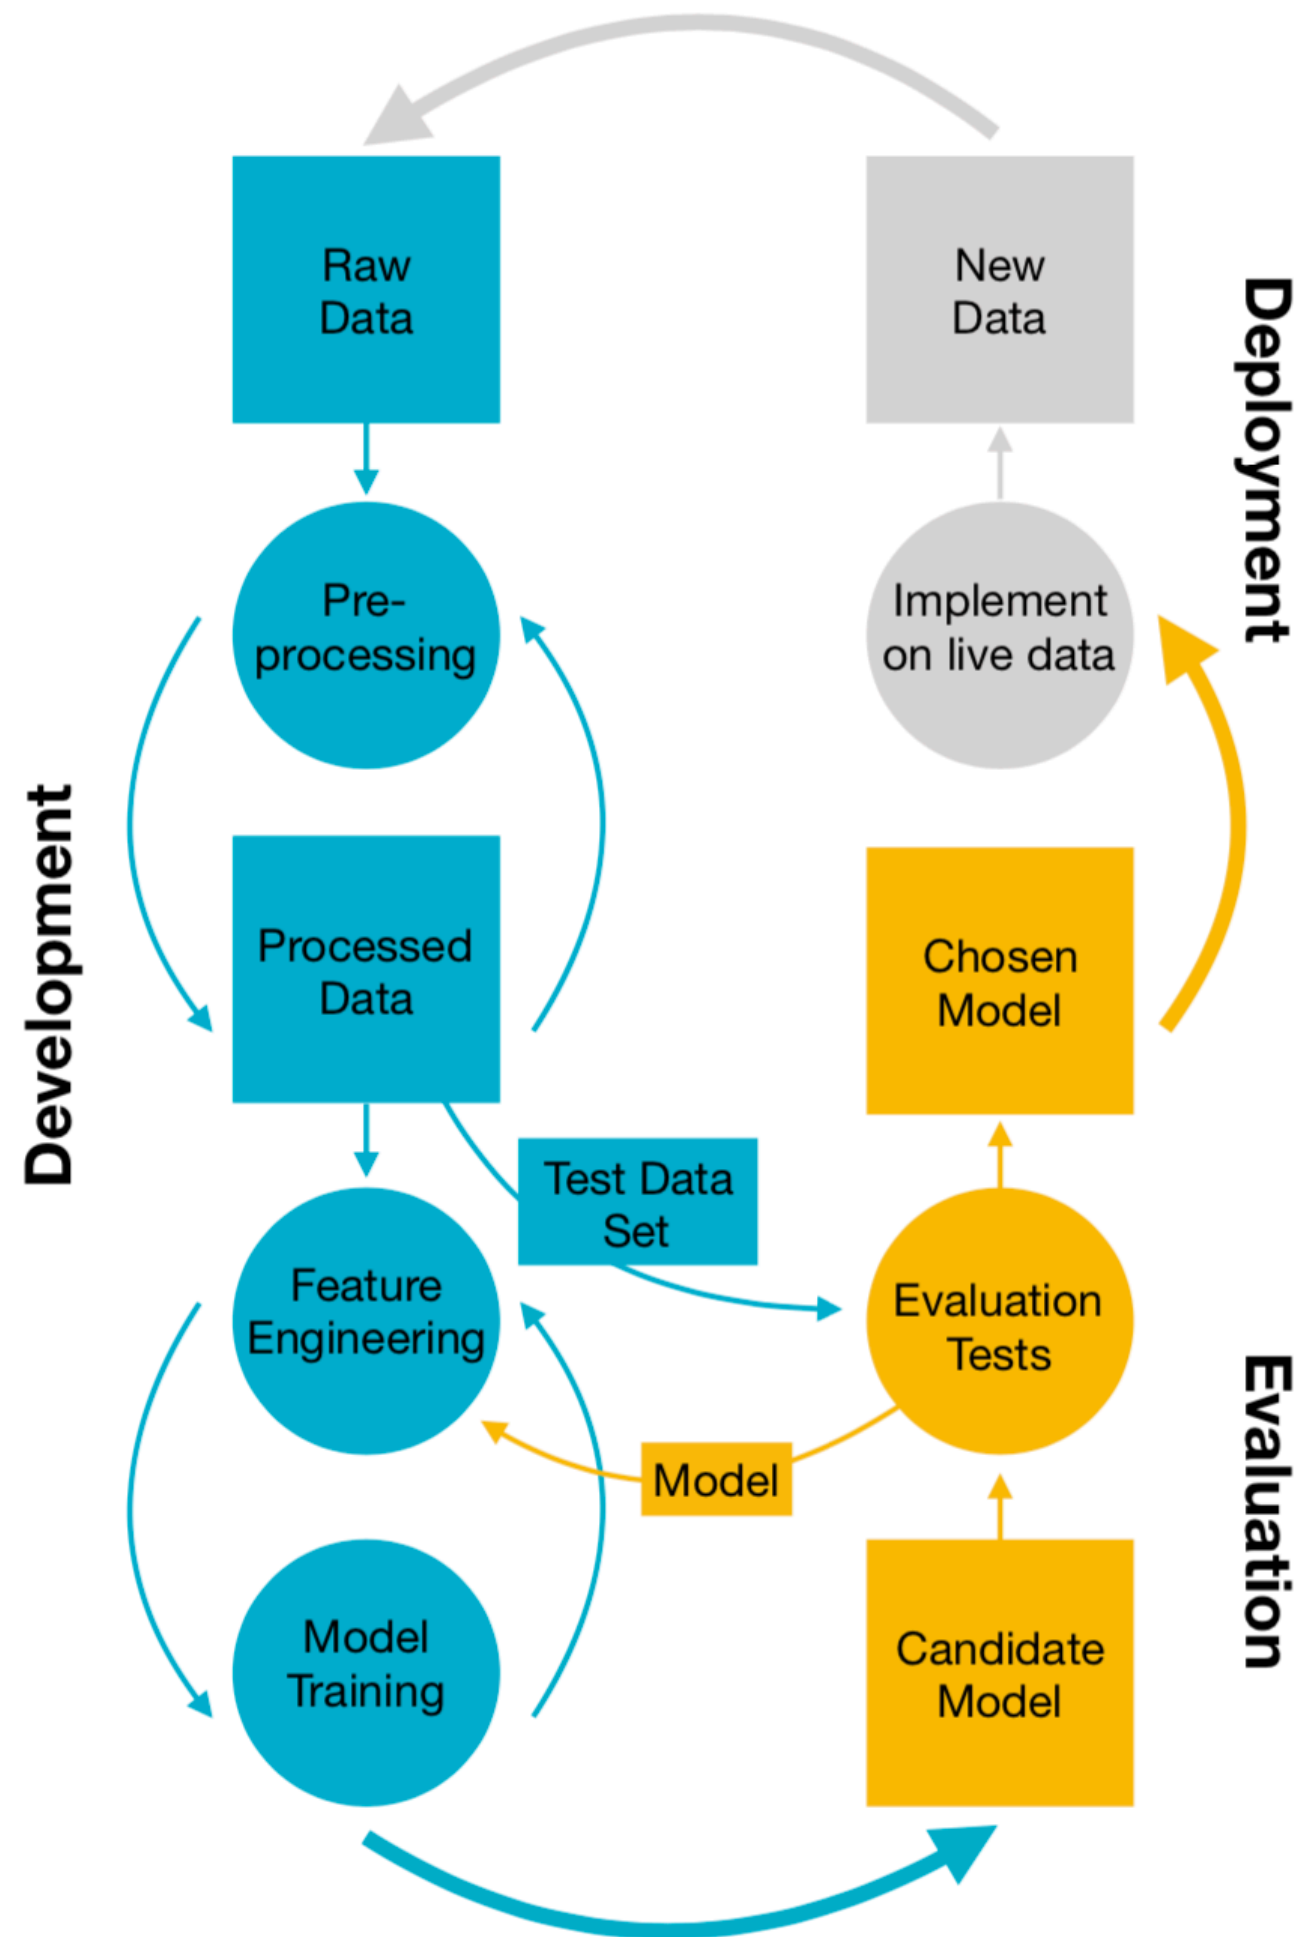 Raw
Data
New
Data
Deployment
Pre-
processing
Implement
on live data
Development
Processed
Data
Chosen
Model
Test Data
Set
Feature
Engineering
Evaluation
Tests
Evaluation
Model
Model
Training
Candidate
Model